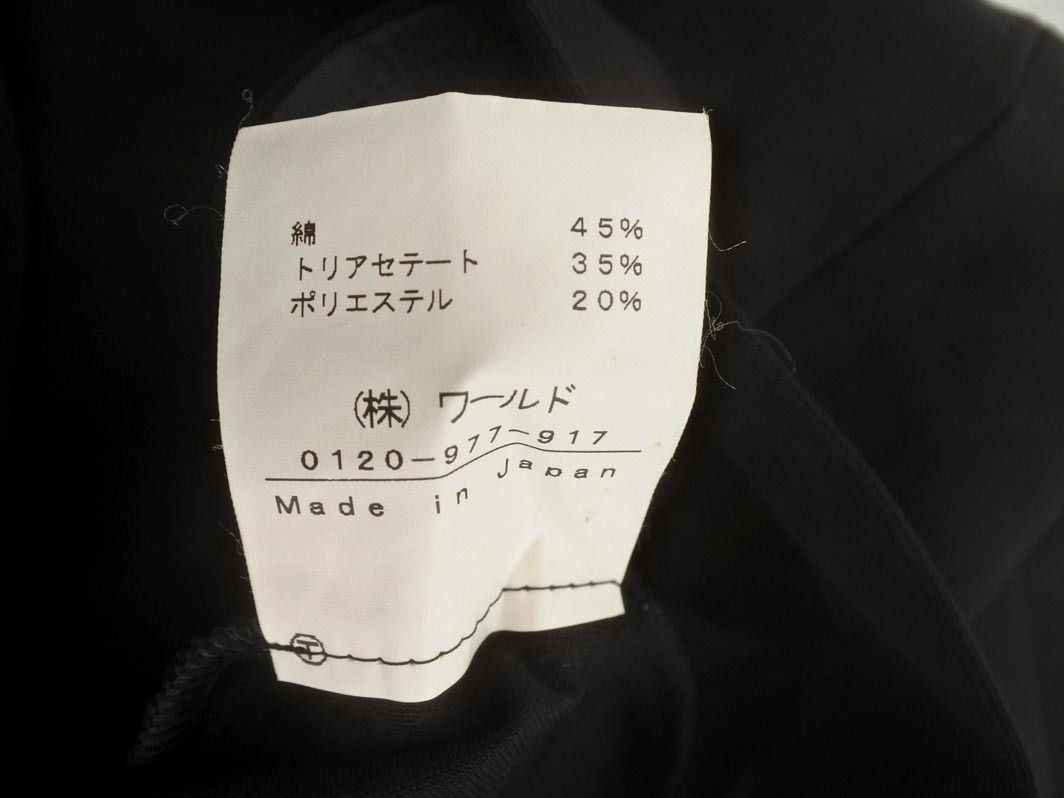 綿 45%
トリアセテート 35%
ポリエステル 20%
(株) ワールド
0120-977-917
Made in Japan